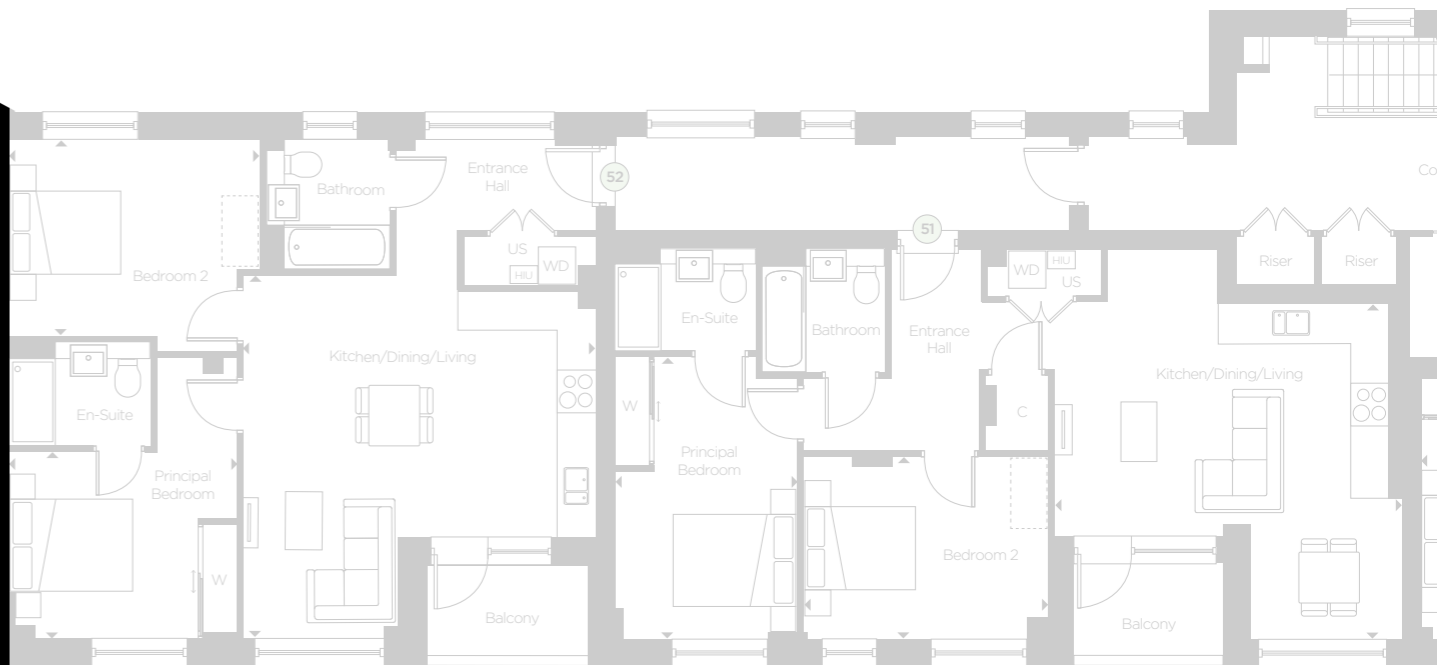 Bathroom
Entrance
Hall
52
Co
51
US
HIU
WD
Bedroom 2
WD
HIU
US
Riser
Riser
En-Suite
Bathroom
Entrance
Hall
Kitchen/Dining/Living
Kitchen/Dining/Living
En-Suite
W
C
Principal
Bedroom
Principal
Bedroom
Bedroom 2
W
Balcony
Balcony